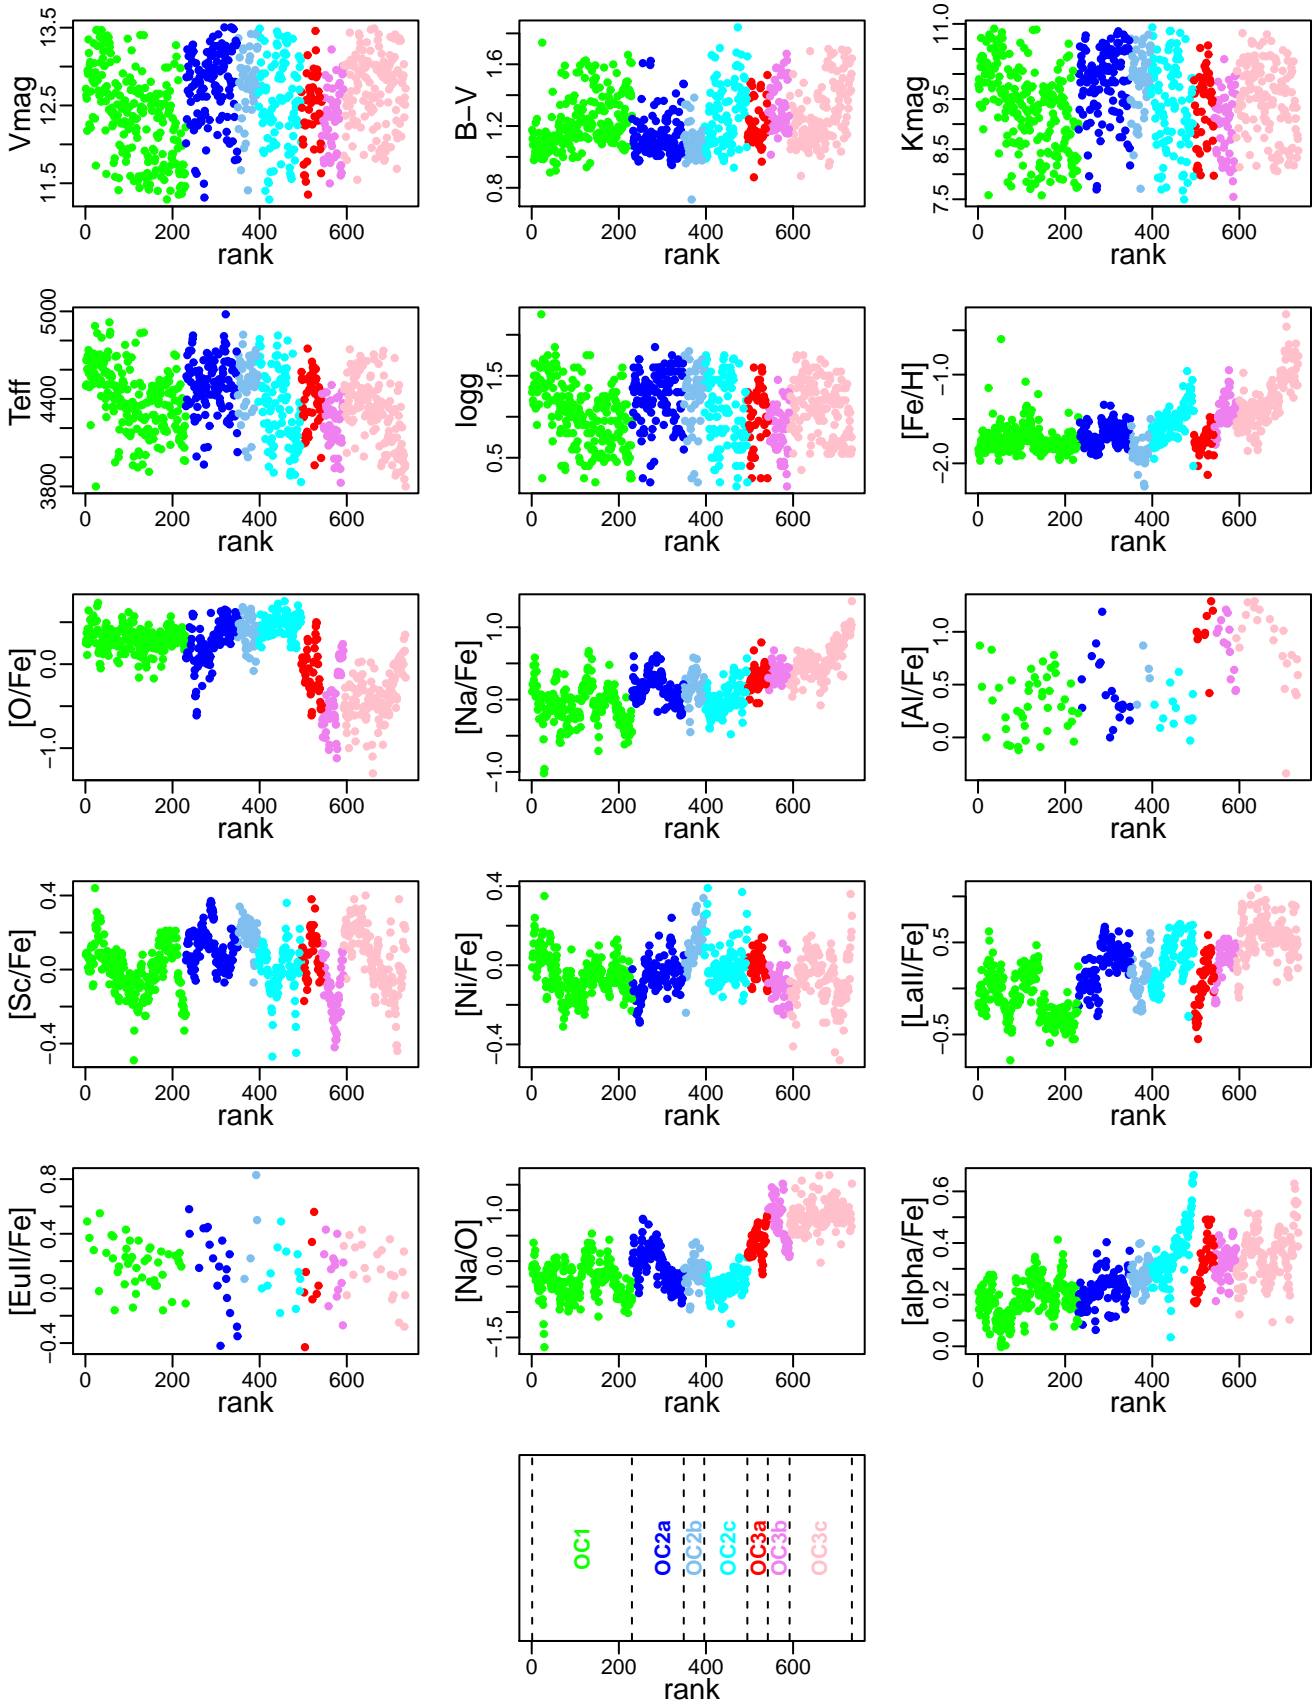 Vmag
11.5 12.5 13.5
0 200 400 600
rank
B−V
0.8 1.2 1.6
0 200 400 600
rank
Kmag
7.5 8.5 9.5 11.0
0 200 400 600
rank
Teff
3800 4400 5000
0 200 400 600
rank
logg
0.5 1.5
0 200 400 600
rank
[Fe/H]
−2.0 −1.0
0 200 400 600
rank
[O/Fe]
−1.0 0.0
0 200 400 600
rank
[Na/Fe]
−1.0 0.0 1.0
0 200 400 600
rank
[Al/Fe]
0.0 0.5 1.0
0 200 400 600
rank
[Sc/Fe]
−0.4 0.0 0.4
0 200 400 600
rank
[Ni/Fe]
−0.4 0.0 0.4
0 200 400 600
rank
[LaII/Fe]
−0.5 0.5
0 200 400 600
rank
[EuII/Fe]
−0.4 0.0 0.4 0.8
0 200 400 600
rank
[Na/O]
−1.5 0.0 1.0
0 200 400 600
rank
[alpha/Fe]
0.0 0.2 0.4 0.6
0 200 400 600
rank
OC1
OC2a
OC2b
OC2c
OC3a
OC3b
OC3c
0 200 400 600
rank